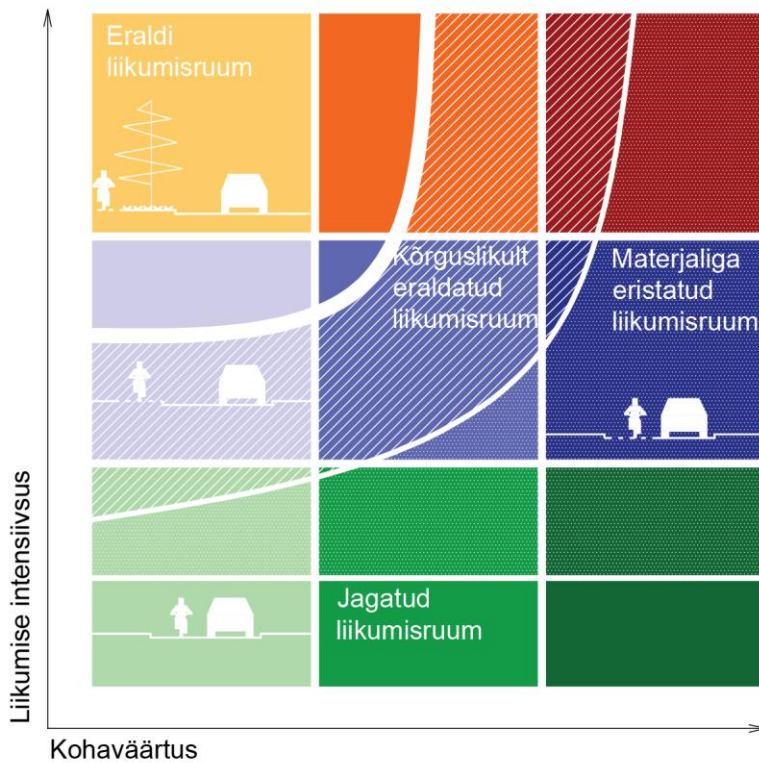 Eraldi
liikumisruum
Kõrguslikult
eraldatud
liikumisruum
Materjaliga
eristatud
liikumisruum
Jagatud
liikumisruum
Liikumise intensiivsus
Kohaväärtus